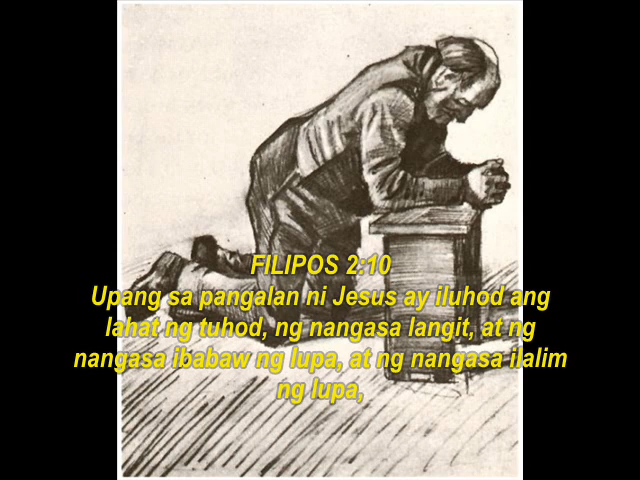 FILIPOS 2:10
Upang sa pangalan ni Jesus ay iluhod ang
lahat ng tuhod, ng nangasa langit, at ng
nangasa ibabaw ng lupa, at ng nangasa ilalim
ng lupa,